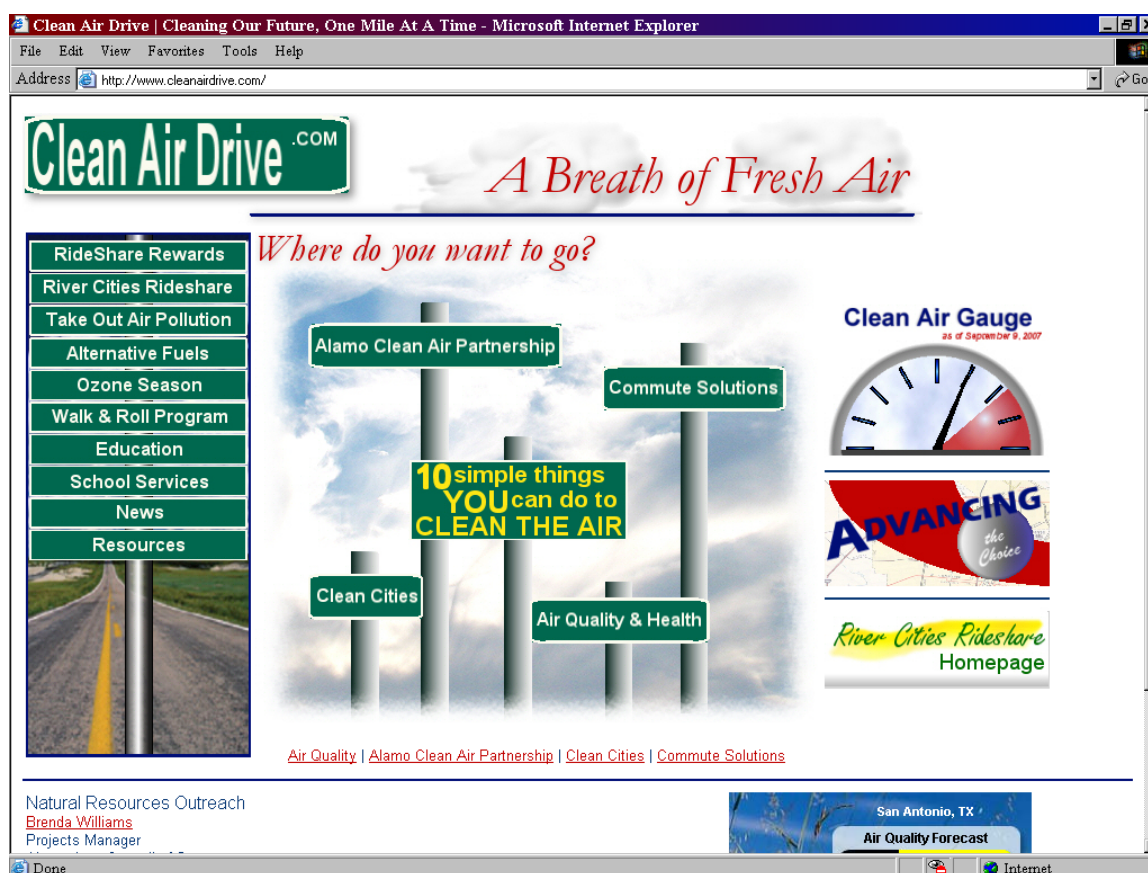 Clean Air Drive | Cleaning Our Future, One Mile At A Time - Microsoft Internet Explorer
File Edit View Favorites Tools Help
Address http://www.cleanairdrive.com/ Go
Clean Air Drive .COM
A Breath of Fresh Air
Where do you want to go?
RideShare Rewards
River Cities Rideshare
Take Out Air Pollution
Alternative Fuels
Ozone Season
Walk & Roll Program
Education
School Services
News
Resources
Alamo Clean Air Partnership
Commute Solutions
10 simple things
YOU can do to
CLEAN THE AIR
Clean Cities
Air Quality & Health
Clean Air Gauge
as of September 9, 2007
ADVANCING
the
Choice
River Cities Rideshare
Homepage
Air Quality | Alamo Clean Air Partnership | Clean Cities | Commute Solutions
Natural Resources Outreach
Brenda Williams
Projects Manager
San Antonio, TX
Air Quality Forecast
Done
Internet